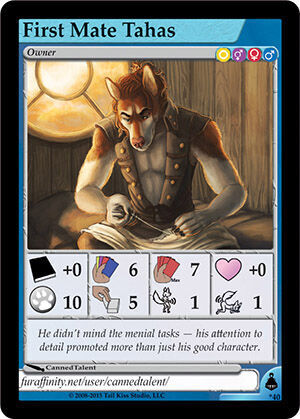 First Mate Tahas
Owner
+0 6 7 +0
Max
10 5 1 1
He didn't mind the menial tasks — his attention to
detail promoted more than just his good character.
CannedTalent
furaffinity.net/user/cannedtalent/
© 2008-2013 Tail Kiss Studio, LLC
*40